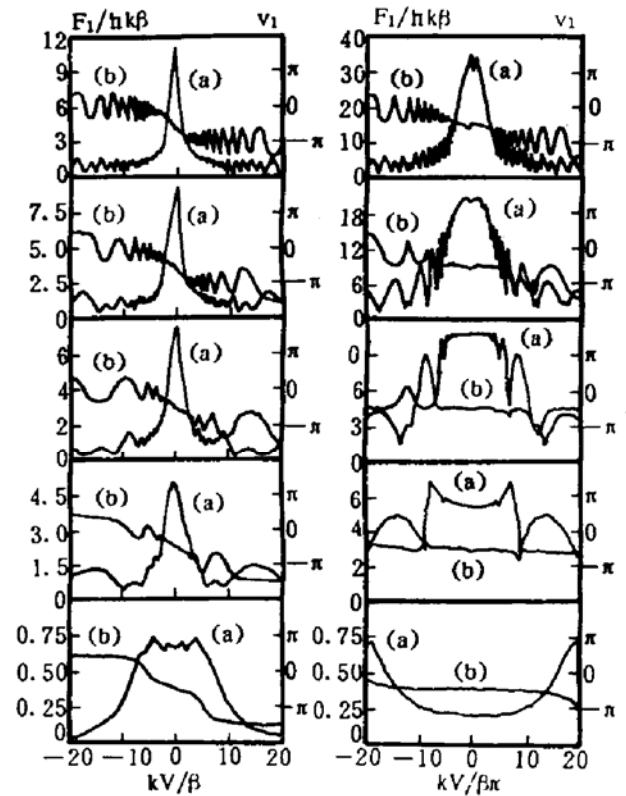 F₁/ħkβ ν₁ F₁/ħkβ ν₁
12 9 6 3 0 (b) (a) π 0 —π 40 30 20 10 0 (b) (a) π 0 —π
7.5 5.0 2.5 0 (b) (a) π 0 —π 18 12 6 0 (b) (a) π 0 —π
6 4 2 0 (b) (a) π 0 —π 0 6 3 0 (a) (b) π 0 —π
4.5 3.0 1.5 0 (b) (a) π 0 —π 6 4 2 0 (a) (b) π 0 —π
0.75 0.50 0.25 0 (b) (a) π 0 —π 0.75 0.50 0.25 0 (a) (b) π 0 —π
−20 −10 0 10 20 −20 −10 0 10 20
kV/β kV/βπ